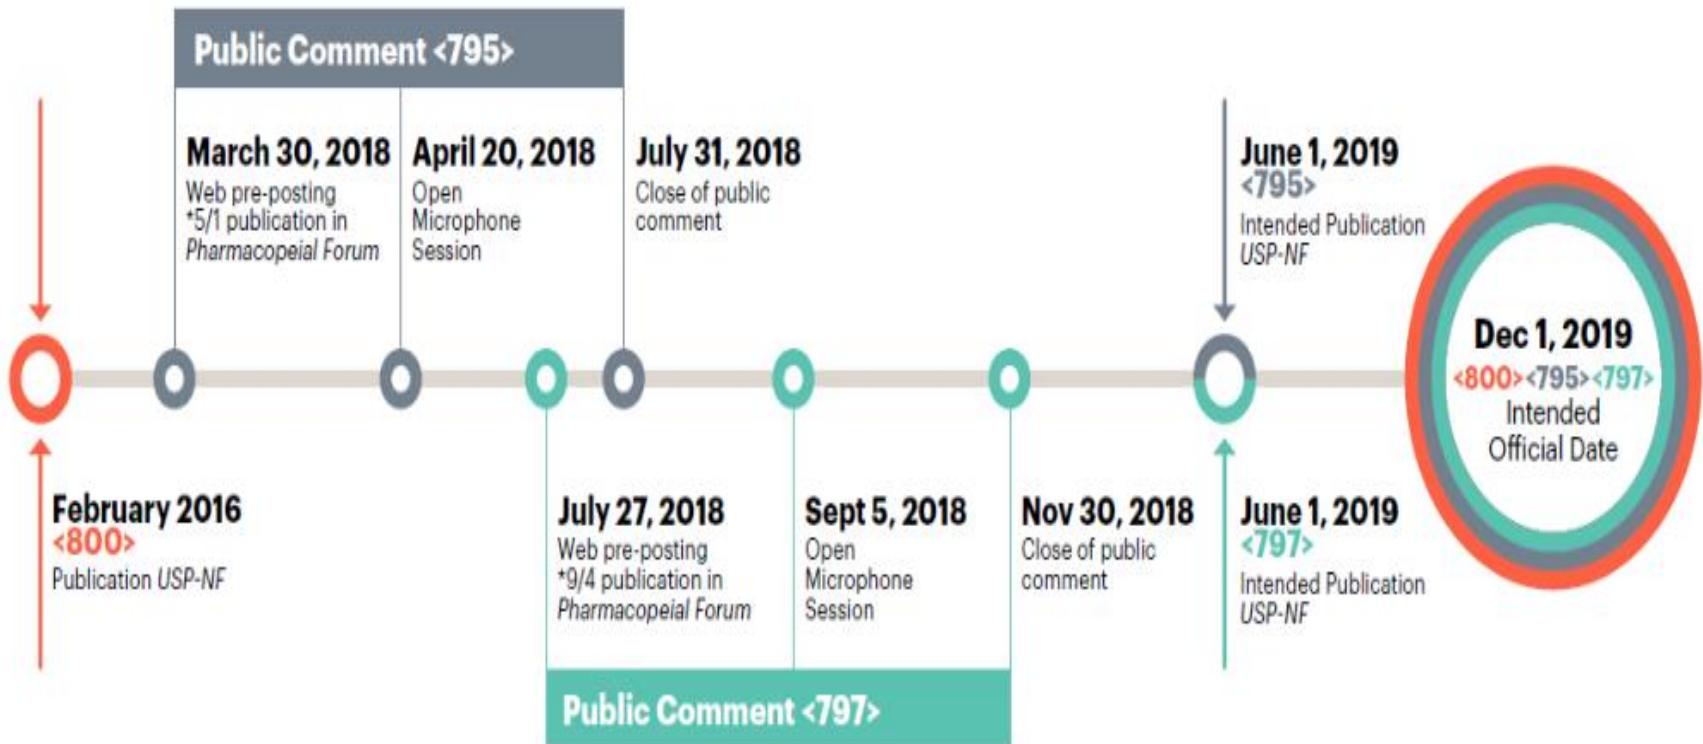 Public Comment <795>
March 30, 2018
Web pre-posting
*5/1 publication in
Pharmacopeial Forum
April 20, 2018
Open
Microphone
Session
July 31, 2018
Close of public
comment
June 1, 2019
<795>
Intended Publication
USP-NF
Dec 1, 2019
<800><795><797>
Intended
Official Date
February 2016
<800>
Publication USP-NF
July 27, 2018
Web pre-posting
*9/4 publication in
Pharmacopeial Forum
Sept 5, 2018
Open
Microphone
Session
Nov 30, 2018
Close of public
comment
June 1, 2019
<797>
Intended Publication
USP-NF
Public Comment <797>